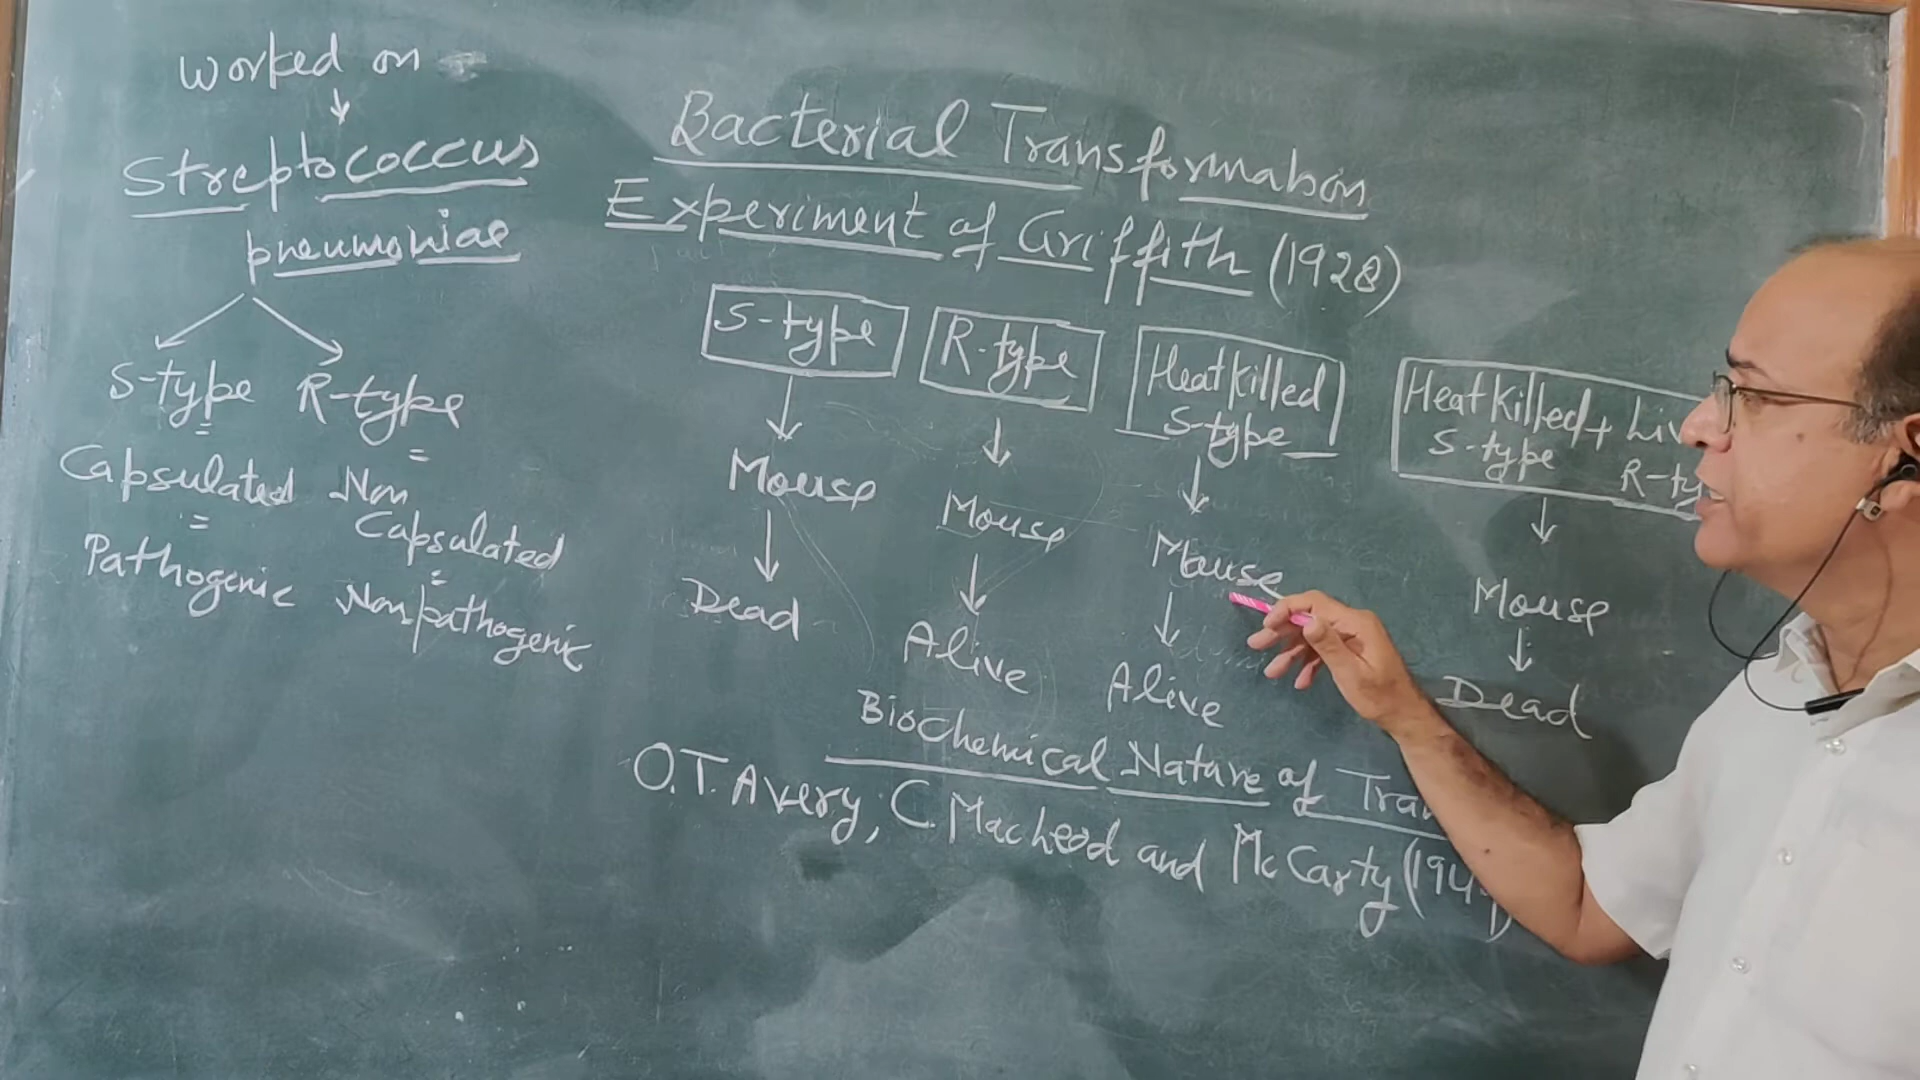 Worked on
Streptococcus
pneumoniae
S-type R-type
Capsulated Non
Capsulated
Pathogenic Nonpathogenic
Bacterial Transformation
Experiment of Griffith (1928)
S-type
Mouse
Dead
R-type
Mouse
Alive
Heat Killed
S-type
Mouse
Alive
Heat Killed + Liv
S-type R-ty
Mouse
Dead
Biochemical Nature of Tra
O.T. Avery, C. Macleod and McCarty (194